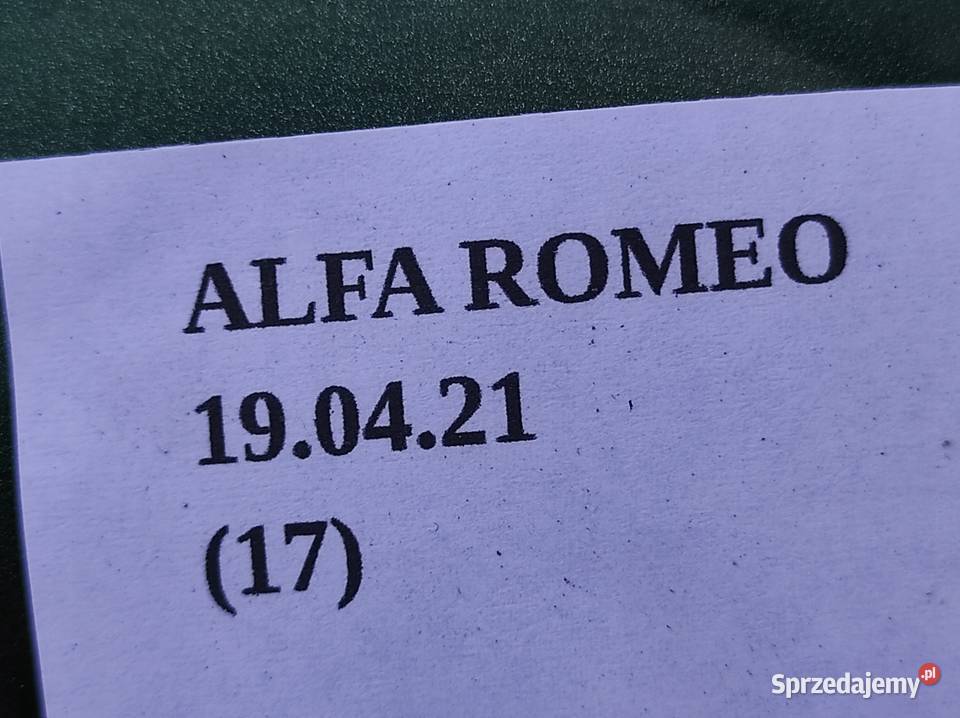 ALFA ROMEO
19.04.21
(17)
Sprzedajemy.pl